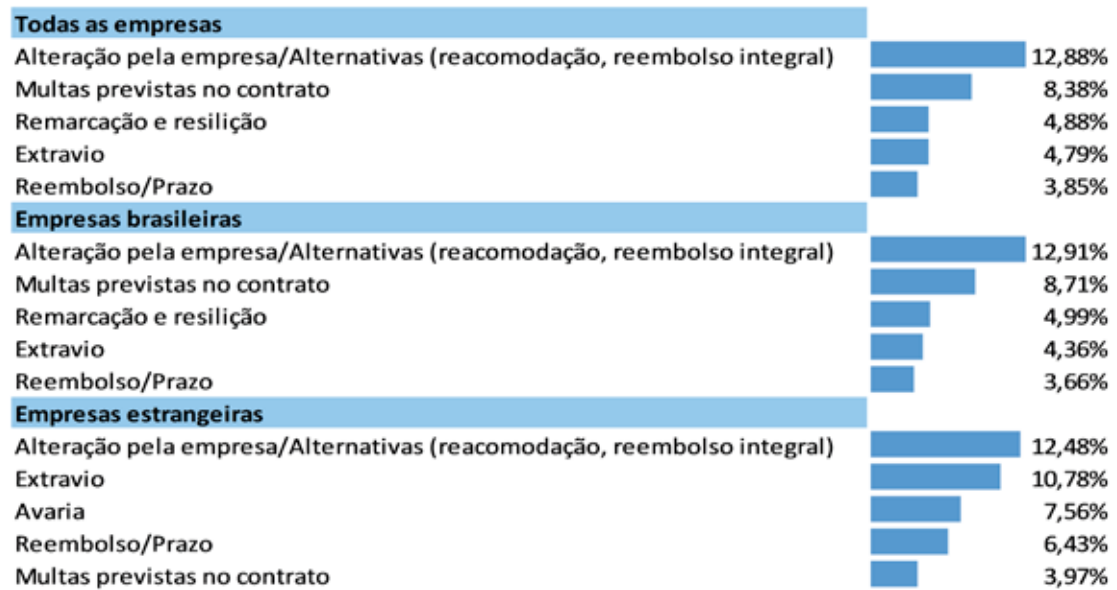 Todas as empresas
Alteração pela empresa/Alternativas (reacomodação, reembolso integral) 12,88%
Multas previstas no contrato 8,38%
Remarcação e resilição 4,88%
Extravio 4,79%
Reembolso/Prazo 3,85%
Empresas brasileiras
Alteração pela empresa/Alternativas (reacomodação, reembolso integral) 12,91%
Multas previstas no contrato 8,71%
Remarcação e resilição 4,99%
Extravio 4,36%
Reembolso/Prazo 3,66%
Empresas estrangeiras
Alteração pela empresa/Alternativas (reacomodação, reembolso integral) 12,48%
Extravio 10,78%
Avaria 7,56%
Reembolso/Prazo 6,43%
Multas previstas no contrato 3,97%